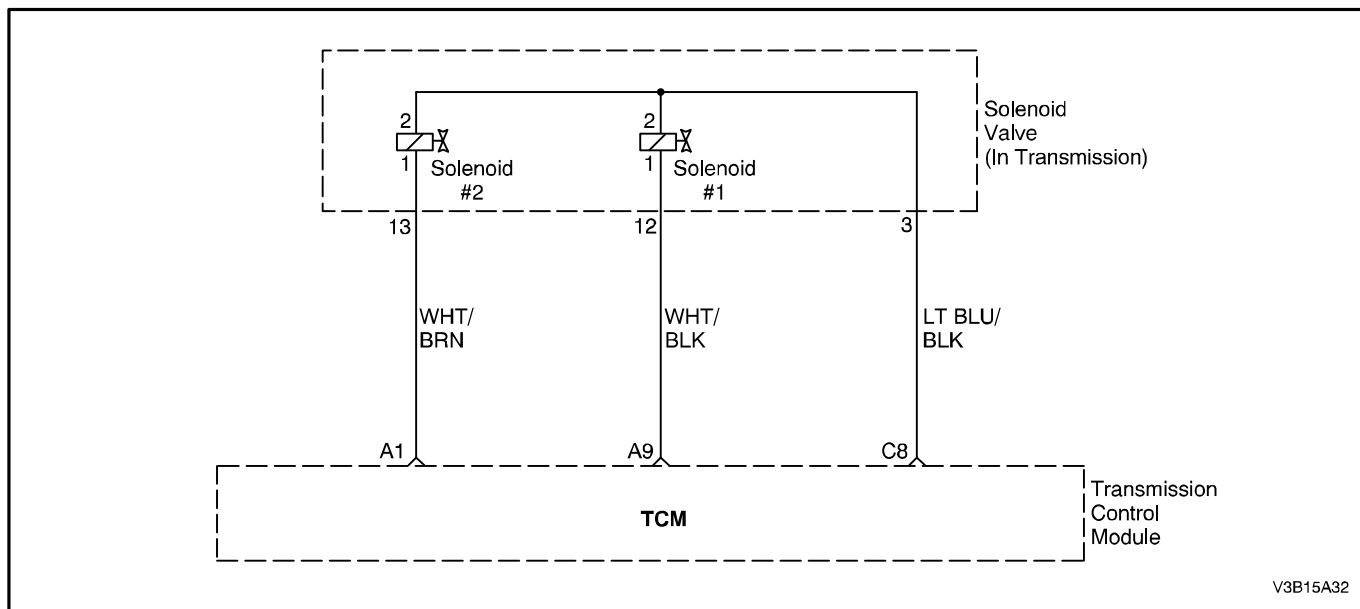 2
2
1
1
Solenoid
#2
Solenoid
#1
Solenoid
Valve
(In Transmission)
13
12
3
WHT/
BRN
WHT/
BLK
LT BLU/
BLK
A1
A9
C8
TCM
Transmission
Control
Module
V3B15A32